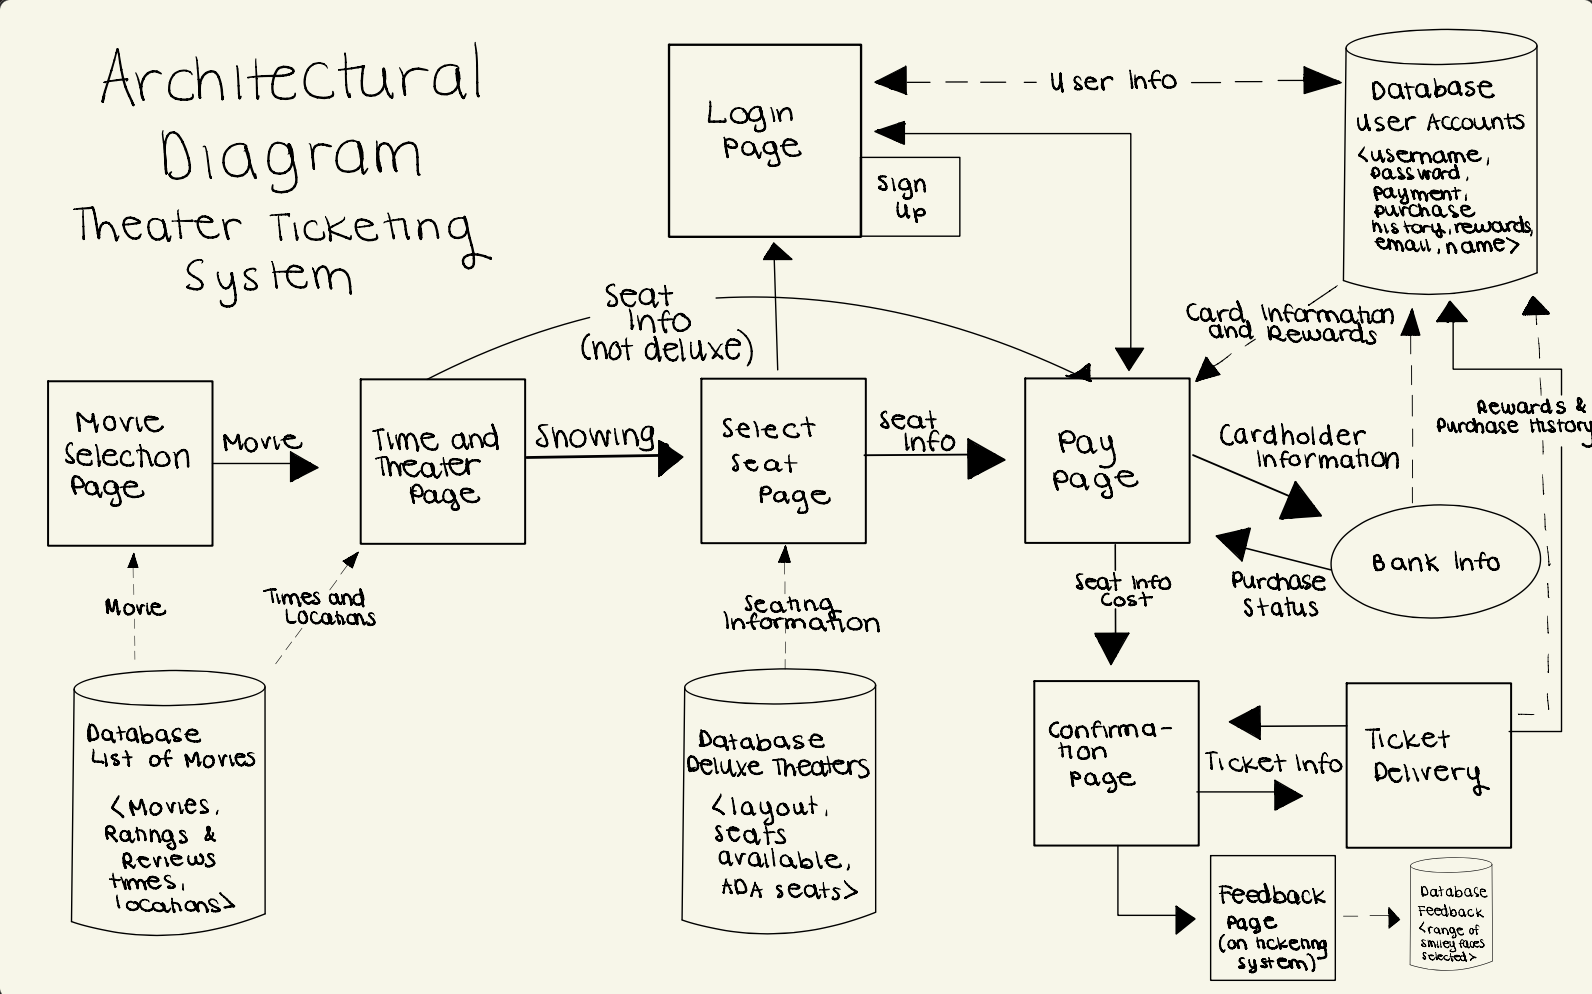 Architectural
Diagram
Theater Ticketing
System
Login
Page
Sign
Up
User Info
Database
User Accounts
<username,
password,
payment,
purchase
history, rewards,
email, name>
Seat
Info
(not deluxe)
Card Information
and Rewards
Movie
Selection
Page
Movie
Time and
Theater
Page
Showing
Select
Seat
Page
Seat
Info
Pay
Page
Cardholder
Information
Rewards &
Purchase History
Bank Info
Purchase
Status
Movie
Times and
Locations
Seating
Information
Seat Info
Cost
Database
List of Movies
<Movies,
Ratings &
Reviews
times,
locations>
Database
Deluxe Theaters
<layout,
seats
available,
ADA seats>
Confirma-
tion
Page
Ticket Info
Ticket
Delivery
Feedback
Page
(on ticketing
system)
Database
Feedback
<range of
smiley faces
selected>